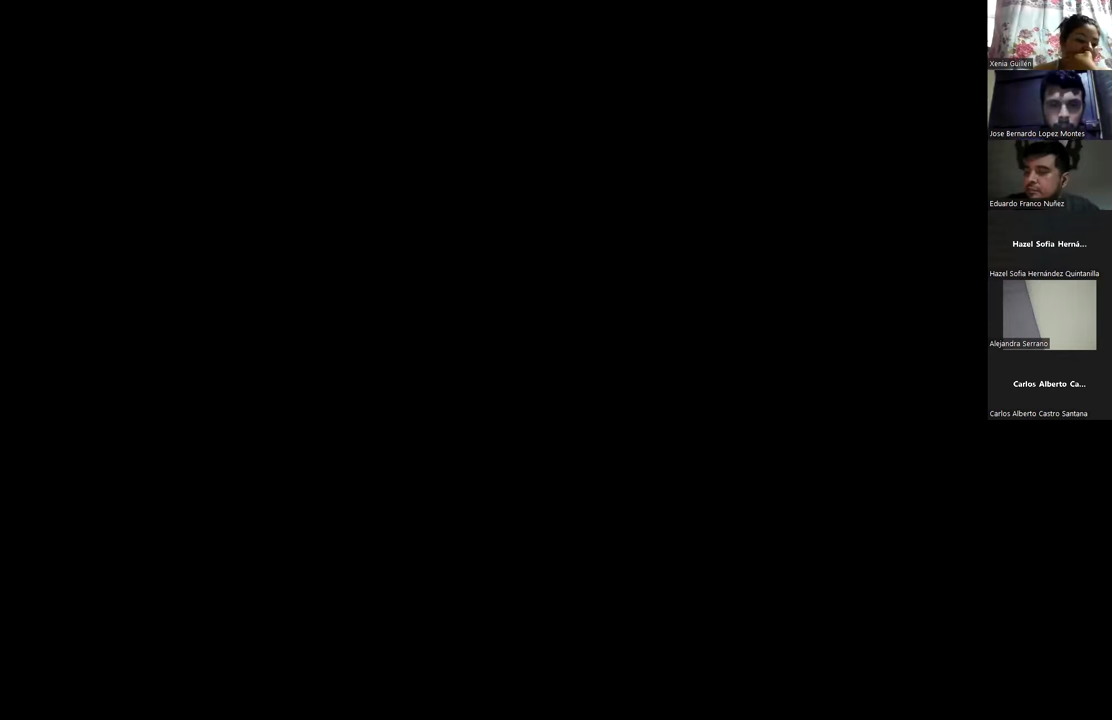 Xenia Guillén
Jose Bernardo Lopez Montes
Eduardo Franco Nuñez
Hazel Sofia Herná...
Hazel Sofia Hernández Quintanilla
Alejandra Serrano
Carlos Alberto Ca...
Carlos Alberto Castro Santana